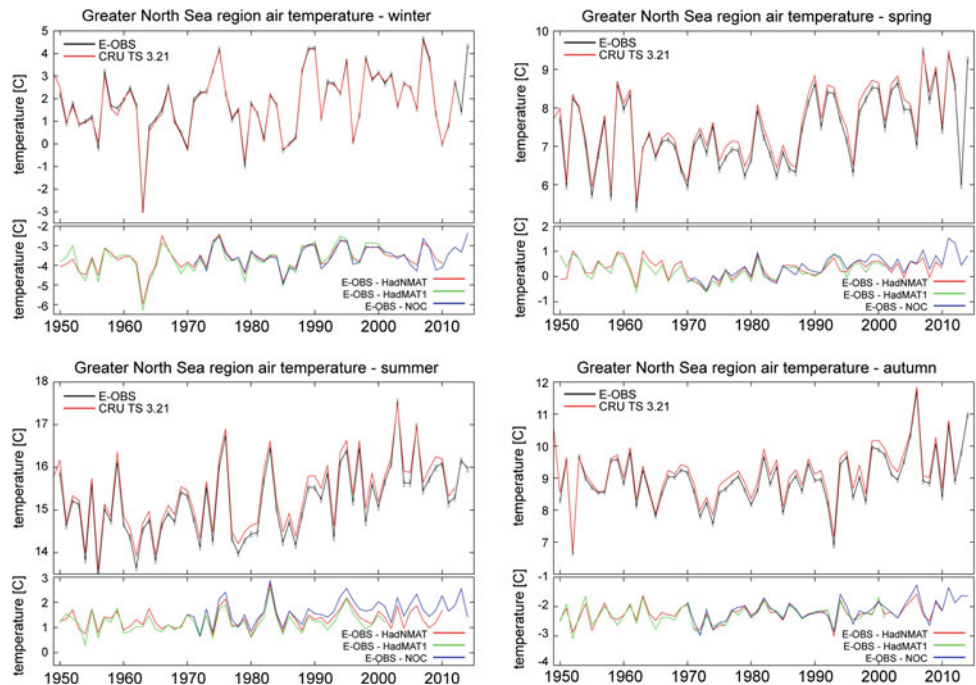 Greater North Sea region air temperature - winter
temperature [C]
5
4
3
2
1
0
-1
-2
-3
E-OBS
CRU TS 3.21
temperature [C]
-2
-3
-4
-5
-6
E-OBS - HadNMAT
E-OBS - HadMAT1
E-OBS - NOC
1950 1960 1970 1980 1990 2000 2010
Greater North Sea region air temperature - spring
temperature [C]
10
9
8
7
6
E-OBS
CRU TS 3.21
temperature [C]
2
1
0
-1
E-OBS - HadNMAT
E-OBS - HadMAT1
E-OBS - NOC
1950 1960 1970 1980 1990 2000 2010
Greater North Sea region air temperature - summer
temperature [C]
18
17
16
15
14
E-OBS
CRU TS 3.21
temperature [C]
3
2
1
0
E-OBS - HadNMAT
E-OBS - HadMAT1
E-OBS - NOC
1950 1960 1970 1980 1990 2000 2010
Greater North Sea region air temperature - autumn
temperature [C]
12
11
10
9
8
7
6
E-OBS
CRU TS 3.21
temperature [C]
-1
-2
-3
-4
E-OBS - HadNMAT
E-OBS - HadMAT1
E-OBS - NOC
1950 1960 1970 1980 1990 2000 2010